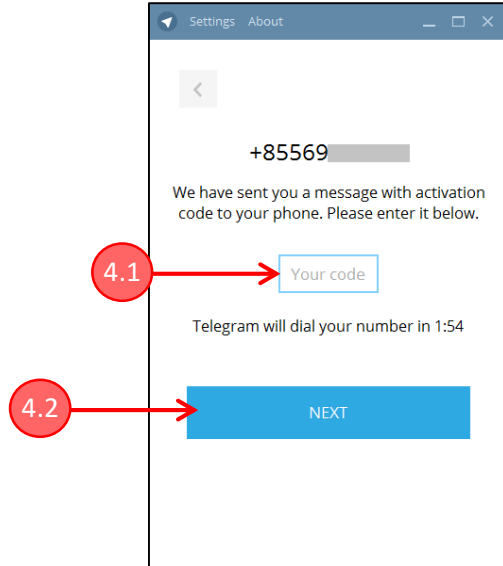 Settings About
+85569
We have sent you a message with activation
code to your phone. Please enter it below.
4.1
Your code
Telegram will dial your number in 1:54
4.2
NEXT